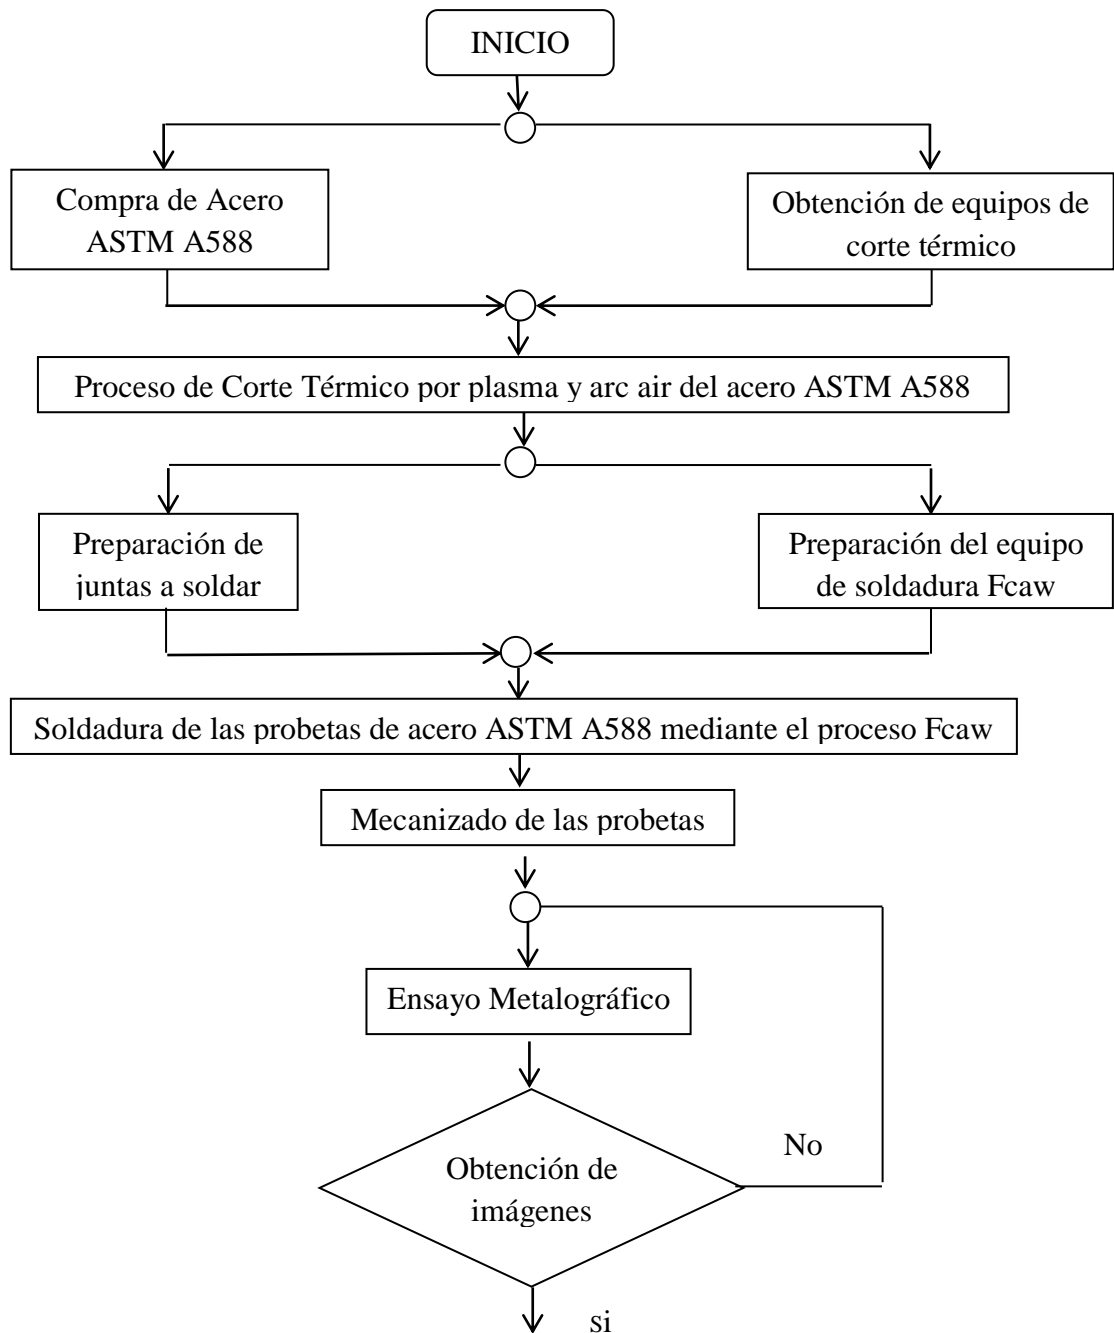 INICIO
Compra de Acero
ASTM A588
Obtención de equipos de
corte térmico
Proceso de Corte Térmico por plasma y arc air del acero ASTM A588
Preparación de
juntas a soldar
Preparación del equipo
de soldadura Fcaw
Soldadura de las probetas de acero ASTM A588 mediante el proceso Fcaw
Mecanizado de las probetas
Ensayo Metalográfico
Obtención de
imágenes
No
si